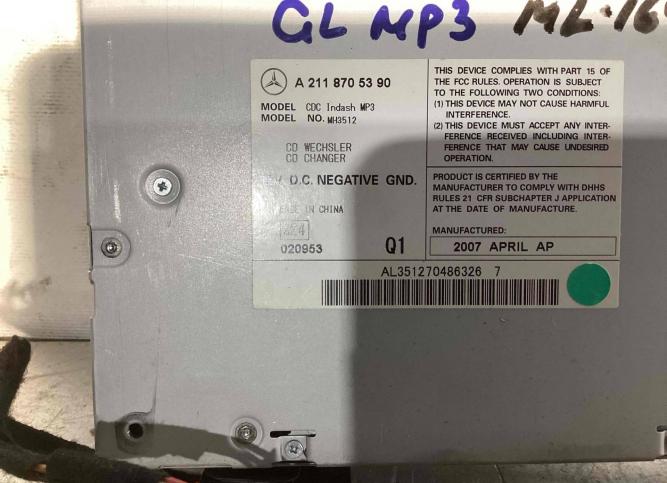 GL MP3 ML-164
A 211 870 53 90
MODEL CDC Indash MP3
MODEL NO. MH3512
CD WECHSLER
CD CHANGER
V D.C. NEGATIVE GND.
MADE IN CHINA
020953
Q1
THIS DEVICE COMPLIES WITH PART 15 OF
THE FCC RULES. OPERATION IS SUBJECT
TO THE FOLLOWING TWO CONDITIONS:
(1) THIS DEVICE MAY NOT CAUSE HARMFUL
INTERFERENCE.
(2) THIS DEVICE MUST ACCEPT ANY INTER-
FERENCE RECEIVED INCLUDING INTER-
FERENCE THAT MAY CAUSE UNDESIRED
OPERATION.
PRODUCT IS CERTIFIED BY THE
MANUFACTURER TO COMPLY WITH DHHS
RULES 21 CFR SUBCHAPTER J APPLICATION
AT THE DATE OF MANUFACTURE.
MANUFACTURED:
2007 APRIL AP
AL351270486326 7